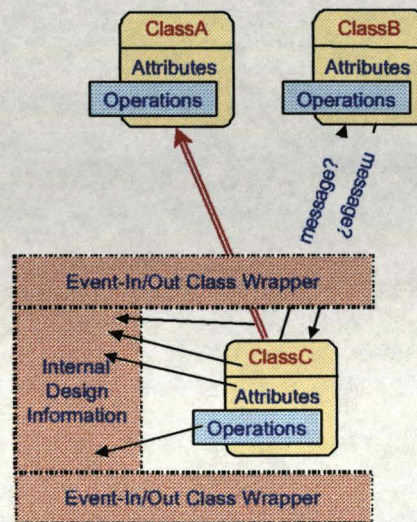 ClassA
Attributes
Operations
ClassB
Attributes
Operations
message?
message?
Event-In/Out Class Wrapper
Internal
Design
Information
ClassC
Attributes
Operations
Event-In/Out Class Wrapper